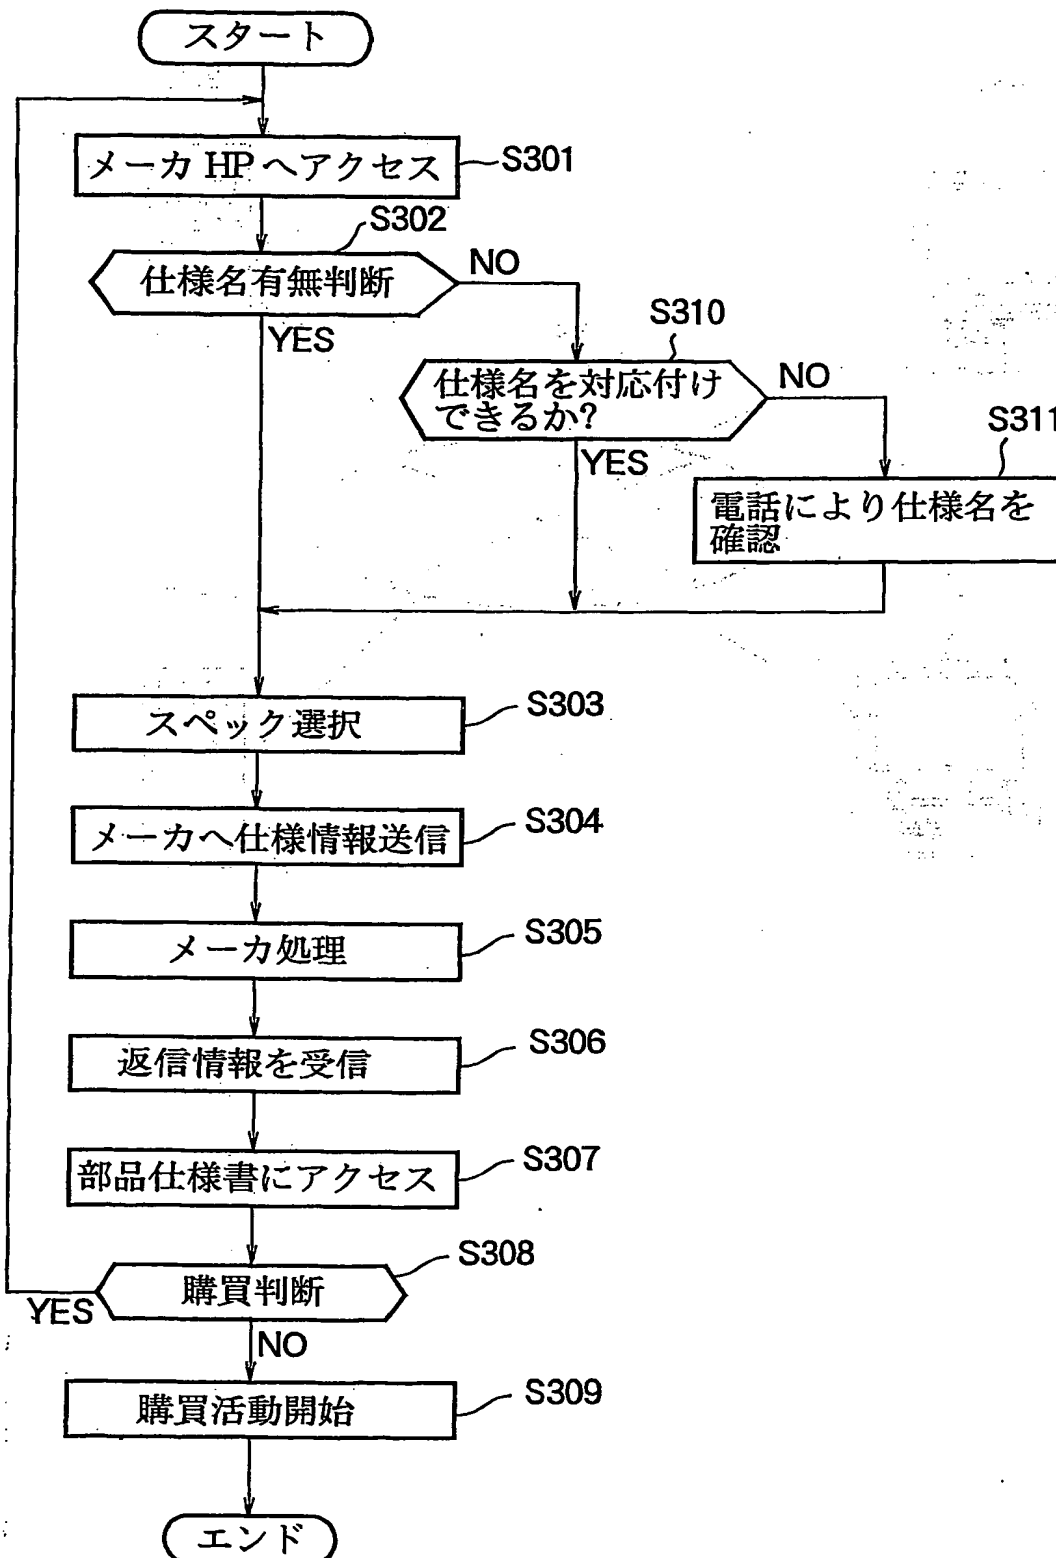 スタート
メーカ HP へアクセス
S301
S302
仕様名有無判断
NO
YES
S310
仕様名を対応付け
できるか?
NO
YES
S311
電話により仕様名を
確認
スペック選択
S303
メーカへ仕様情報送信
S304
メーカ処理
S305
返信情報を受信
S306
部品仕様書にアクセス
S307
S308
購買判断
YES
NO
購買活動開始
S309
エンド